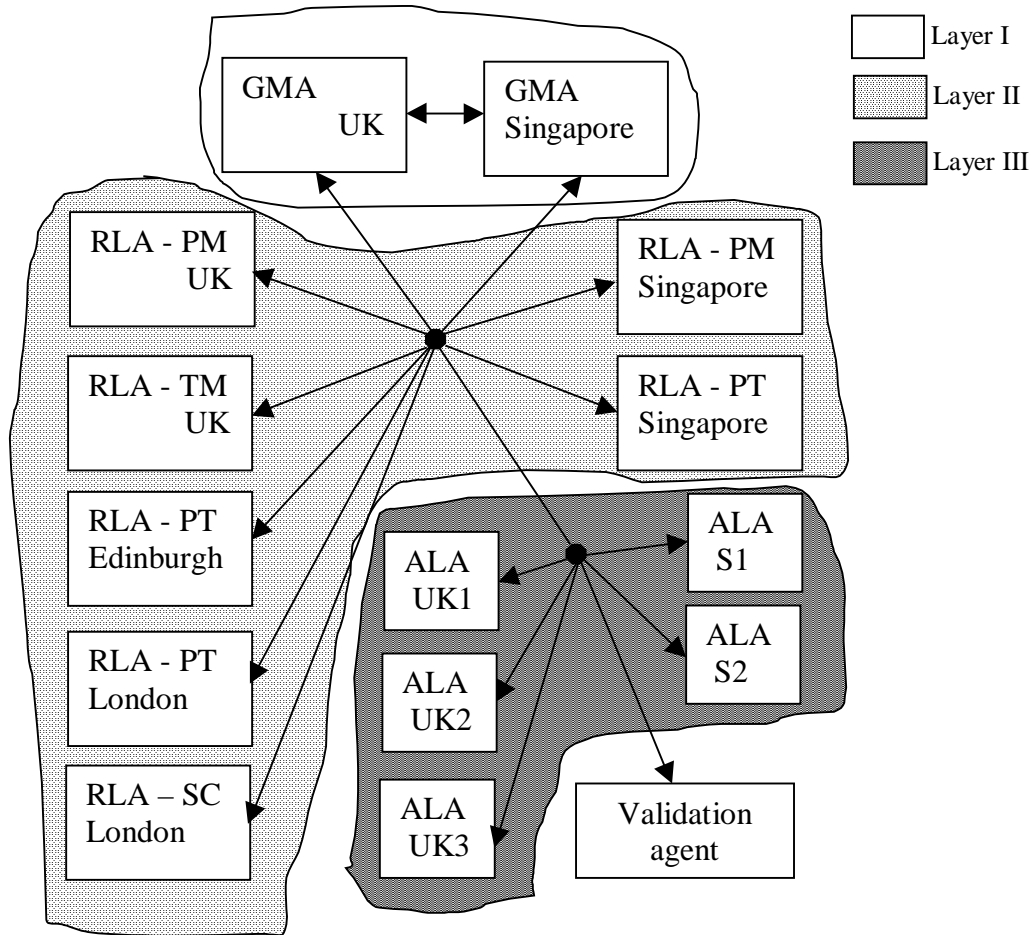 GMA
UK
GMA
Singapore
Layer I
Layer II
Layer III
RLA - PM
UK
RLA - PM
Singapore
RLA - TM
UK
RLA - PT
Singapore
RLA - PT
Edinburgh
RLA - PT
London
RLA – SC
London
ALA
UK1
ALA
S1
ALA
UK2
ALA
S2
ALA
UK3
Validation
agent